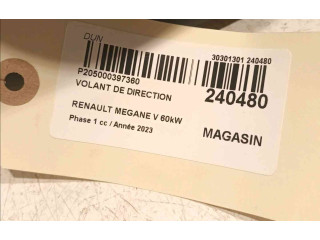 DUN
30301301 240480
P205000397360
VOLANT DE DIRECTION
240480
RENAULT MEGANE V 60kW
Phase 1 cc / Année 2023
MAGASIN